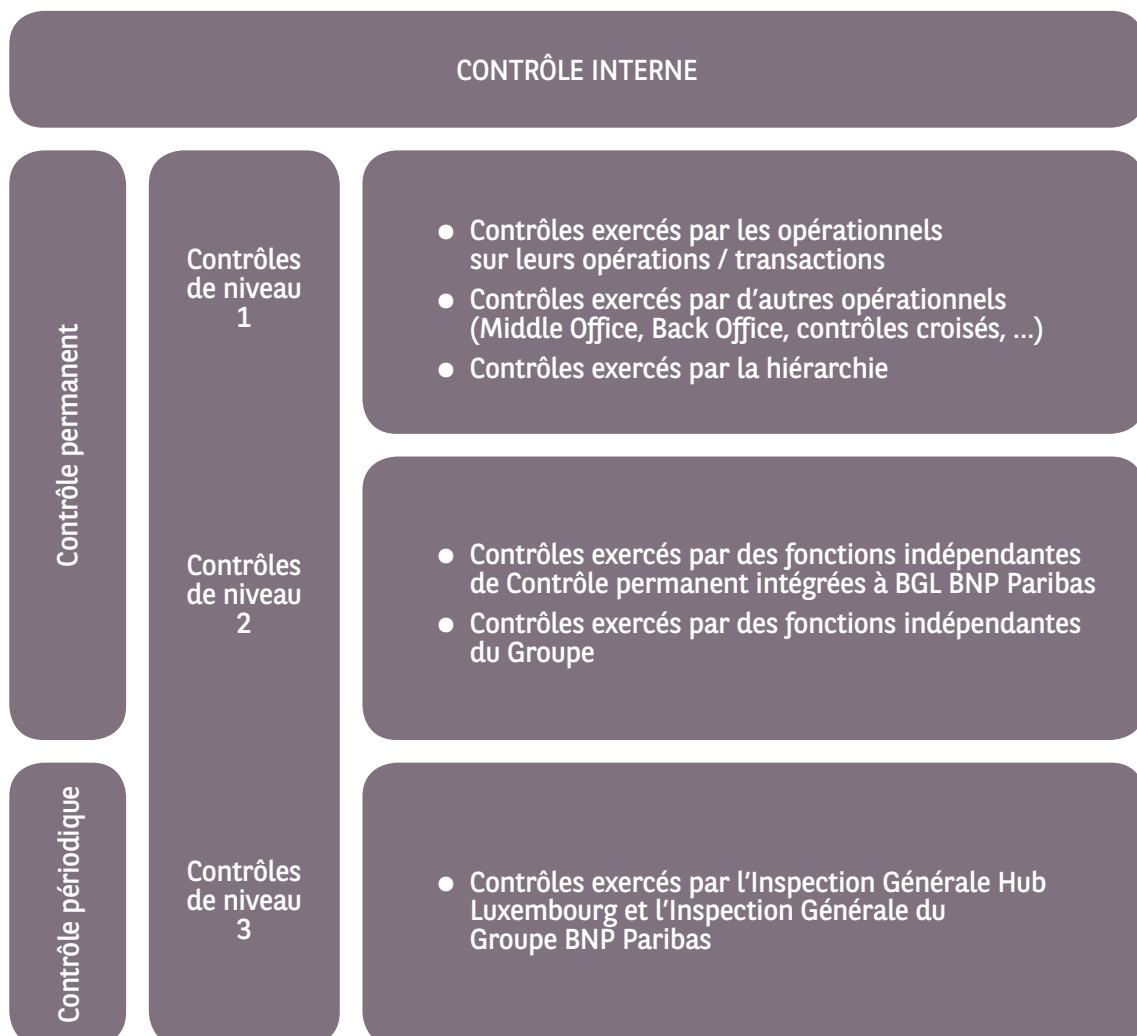 CONTRÔLE INTERNE
Contrôle permanent
Contrôles
de niveau
1
● Contrôles exercés par les opérationnels
sur leurs opérations / transactions
● Contrôles exercés par d'autres opérationnels
(Middle Office, Back Office, contrôles croisés, ...)
● Contrôles exercés par la hiérarchie
Contrôles
de niveau
2
● Contrôles exercés par des fonctions indépendantes
de Contrôle permanent intégrées à BGL BNP Paribas
● Contrôles exercés par des fonctions indépendantes
du Groupe
Contrôle périodique
Contrôles
de niveau
3
● Contrôles exercés par l'Inspection Générale Hub
Luxembourg et l'Inspection Générale du
Groupe BNP Paribas